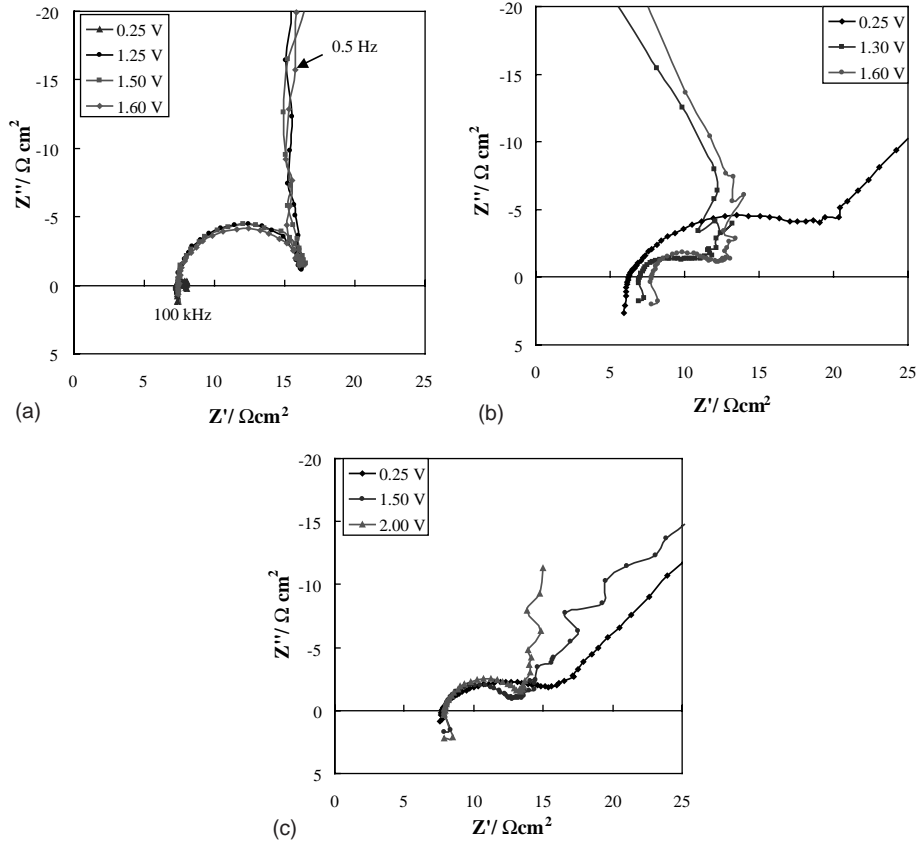 -20
-15
-10
-5
0
5
0 5 10 15 20 25
Z''/ Ω cm²
Z'/ Ωcm²
0.25 V
1.25 V
1.50 V
1.60 V
0.5 Hz
100 kHz
(a)
-20
-15
-10
-5
0
5
0 5 10 15 20 25
Z''/ Ω cm²
Z'/ Ωcm²
0.25 V
1.30 V
1.60 V
(b)
-20
-15
-10
-5
0
5
0 5 10 15 20 25
Z''/ Ω cm²
Z'/ Ωcm²
0.25 V
1.50 V
2.00 V
(c)